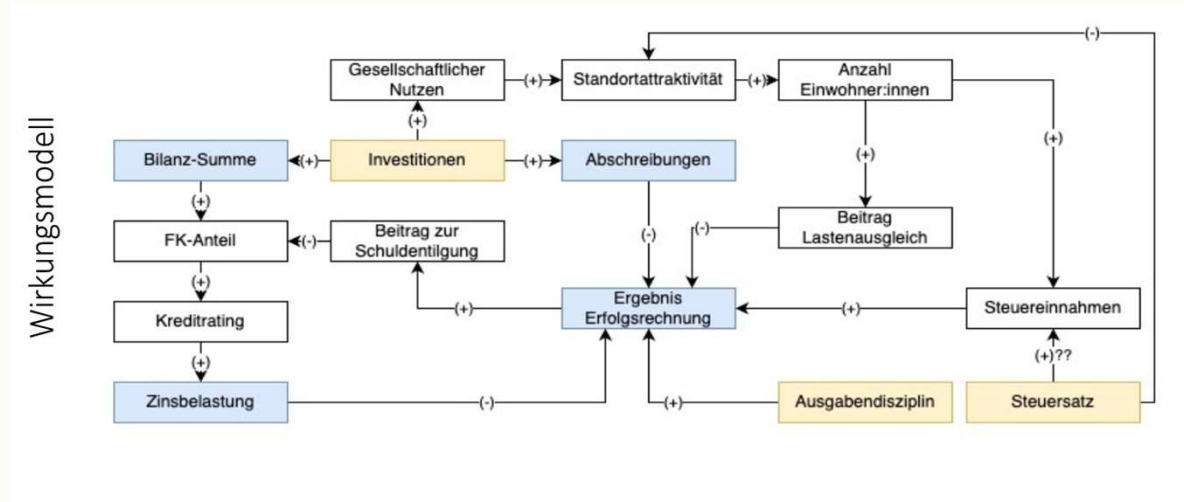 Wirkungsmodell
(-)
Gesellschaftlicher
Nutzen
(+)
Standortattraktivität
(+)
Anzahl
Einwohner:innen
(+)
(+)
(+)
Bilanz-Summe
(+)
Investitionen
(+)
Abschreibungen
(+)
(-)
(-)
Beitrag
Lastenausgleich
FK-Anteil
(-)
Beitrag zur
Schuldentilgung
(+)
(+)
Ergebnis
Erfolgsrechnung
(+)
Steuereinnahmen
Kreditrating
(+)
(+)??
Zinsbelastung
(-)
(+)
Ausgabendisziplin
Steuersatz